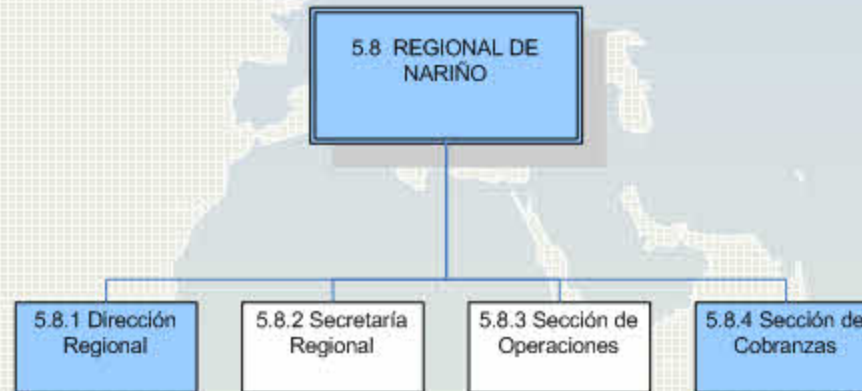 5.8 REGIONAL DE
NARIÑO
5.8.1 Dirección
Regional
5.8.2 Secretaría
Regional
5.8.3 Sección de
Operaciones
5.8.4 Sección de
Cobranzas